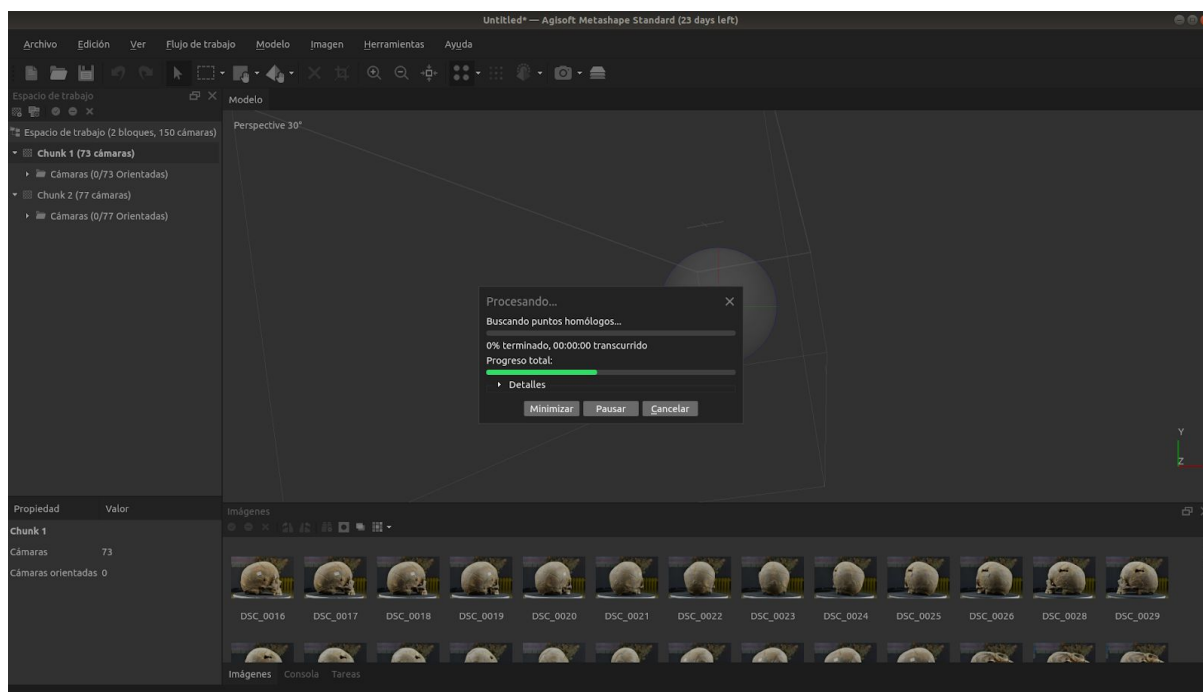 Untitled* — Agisoft Metashape Standard (23 days left)
Archivo Edición Ver Flujo de trabajo Modelo Imagen Herramientas Ayuda
Espacio de trabajo
Espacio de trabajo (2 bloques, 150 cámaras)
Chunk 1 (73 cámaras)
Cámaras (0/73 Orientadas)
Chunk 2 (77 cámaras)
Cámaras (0/77 Orientadas)
Modelo
Perspective 30°
Procesando...
Buscando puntos homólogos...
0% terminado, 00:00:00 transcurrido
Progreso total:
Detalles
Minimizar Pausar Cancelar
Y
Z
Propiedad Valor
Chunk 1
Cámaras 73
Cámaras orientadas 0
Imágenes
DSC_0016 DSC_0017 DSC_0018 DSC_0019 DSC_0020 DSC_0021 DSC_0022 DSC_0023 DSC_0024 DSC_0025 DSC_0026 DSC_0028 DSC_0029
Imágenes Consola Tareas